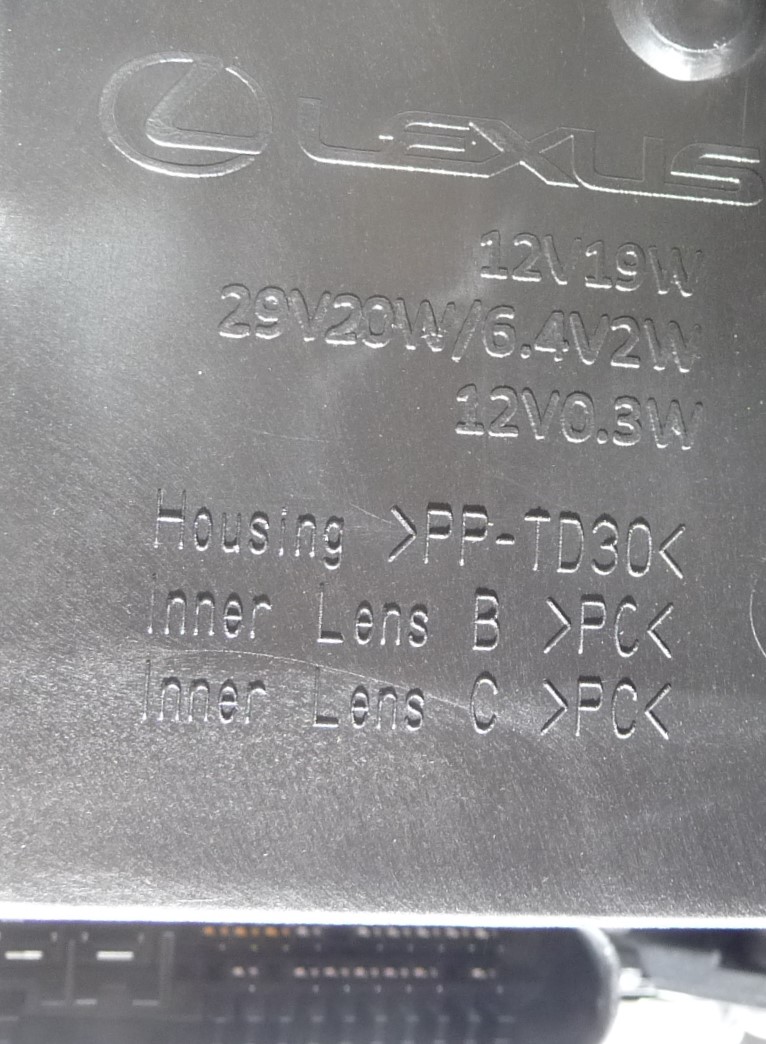 LEXUS
12V19W
29V20W/6.4V2W
12V0.3W
Housing >PP-TD30<
Inner Lens B >PC<
Inner Lens C >PC<